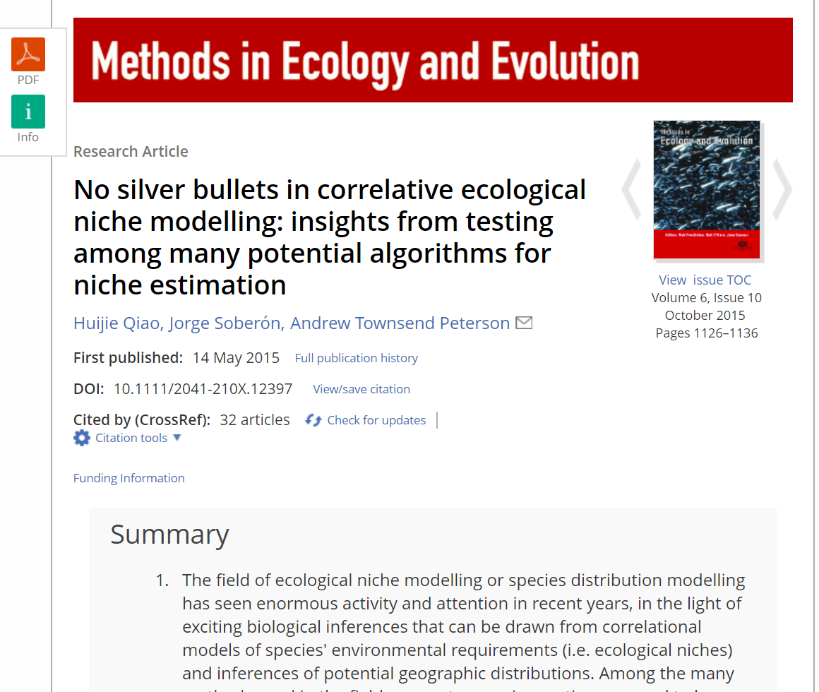 PDF
Info
Methods in Ecology and Evolution
Research Article
No silver bullets in correlative ecological
niche modelling: insights from testing
among many potential algorithms for
niche estimation
Huijie Qiao, Jorge Soberón, Andrew Townsend Peterson
First published: 14 May 2015 Full publication history
DOI: 10.1111/2041-210X.12397 View/save citation
Cited by (CrossRef): 32 articles Check for updates
Citation tools ▼
Funding Information
Methods in
Ecology and Evolution
View issue TOC
Volume 6, Issue 10
October 2015
Pages 1126–1136
Summary
1. The field of ecological niche modelling or species distribution modelling
has seen enormous activity and attention in recent years, in the light of
exciting biological inferences that can be drawn from correlational
models of species' environmental requirements (i.e. ecological niches)
and inferences of potential geographic distributions. Among the many